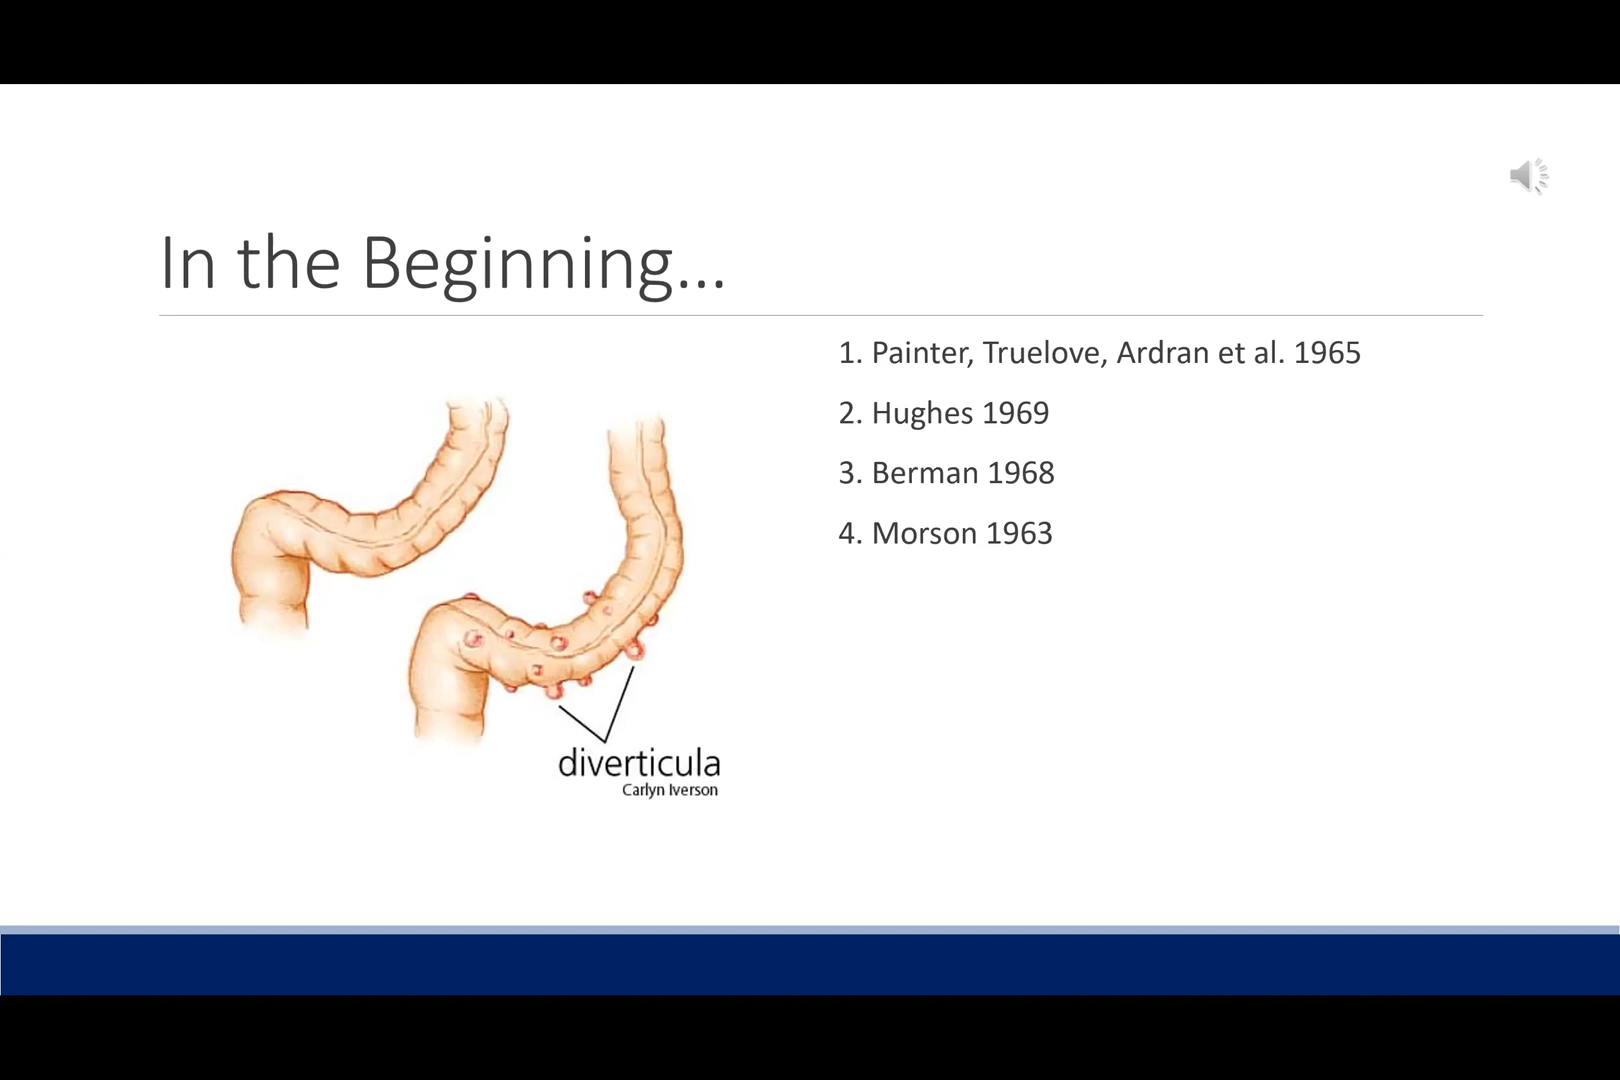 In the Beginning...
1. Painter, Truelove, Ardran et al. 1965
2. Hughes 1969
3. Berman 1968
4. Morson 1963
diverticula
Carlyn Iverson